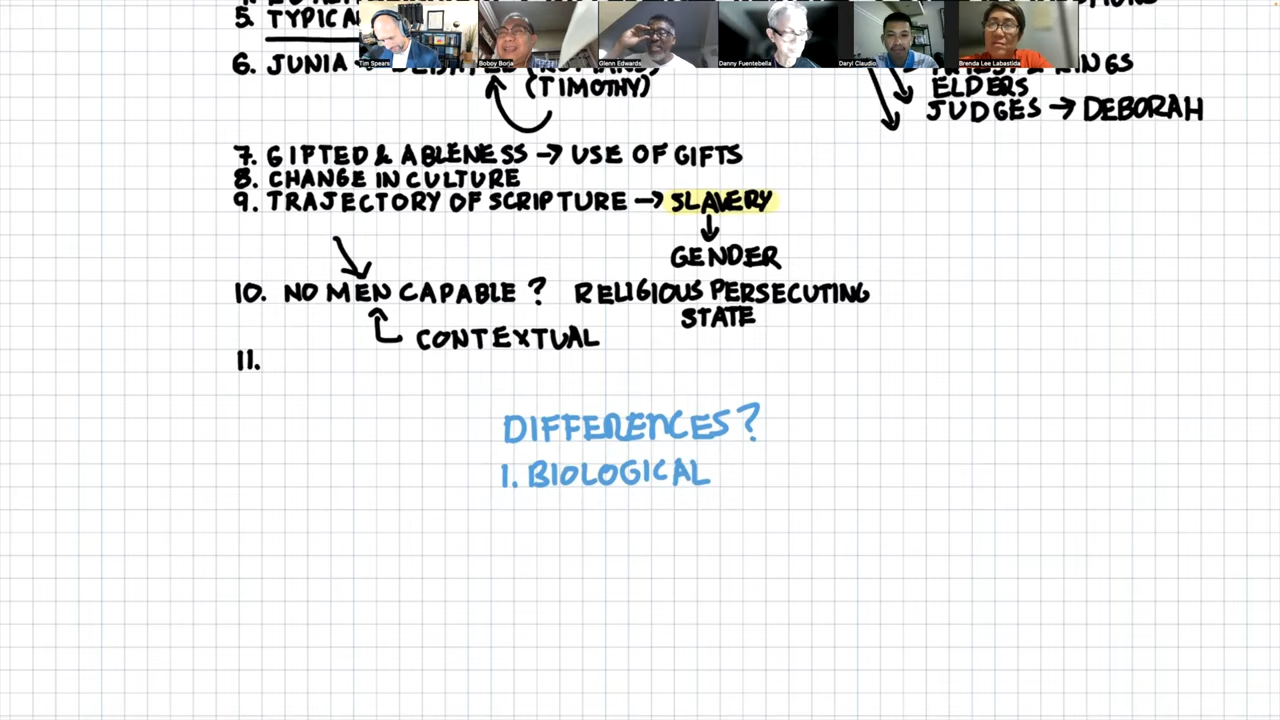 5. TYPICA
Tim Spears
Boboy Borja
Glenn Edwards
Danny Fuentebella
Daryl Claudio
Brenda Lee Labastida
6. JUNIA
(TIMOTHY)
ELDERS
JUDGES → DEBORAH
7. GIFTED & ABLENESS → USE OF GIFTS
8. CHANGE IN CULTURE
9. TRAJECTORY OF SCRIPTURE → SLAVERY
GENDER
10. NO MEN CAPABLE ? RELIGIOUS PERSECUTING
STATE
CONTEXTUAL
11.
DIFFERENCES ?
1. BIOLOGICAL